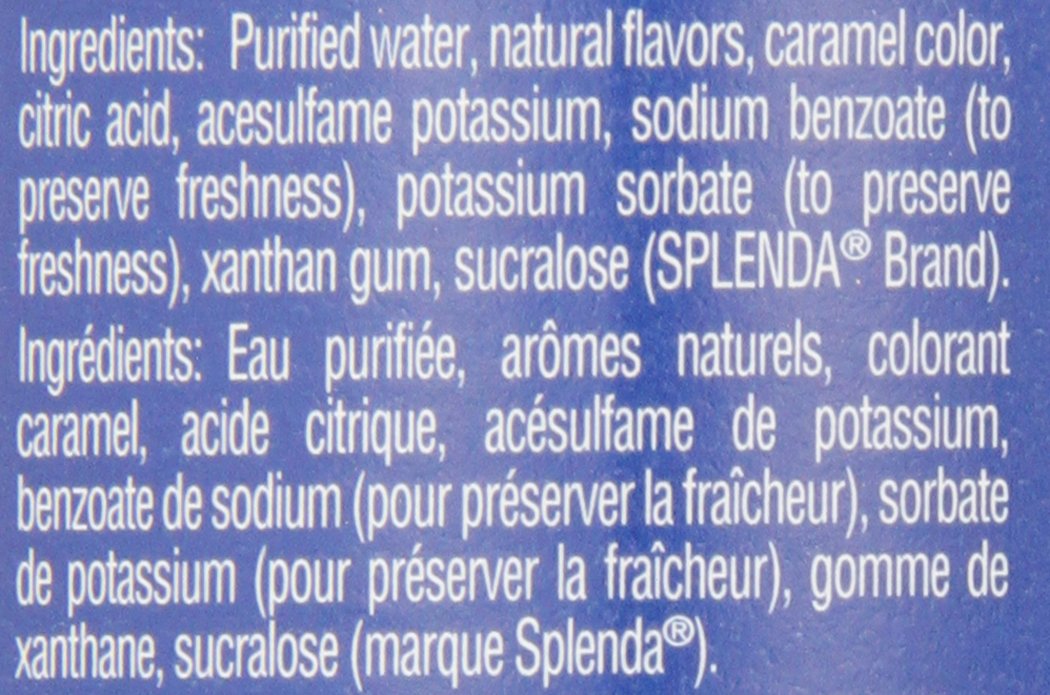 Ingredients: Purified water, natural flavors, caramel color,
citric acid, acesulfame potassium, sodium benzoate (to
preserve freshness), potassium sorbate (to preserve
freshness), xanthan gum, sucralose (SPLENDA® Brand).
Ingrédients: Eau purifiée, arômes naturels, colorant
caramel, acide citrique, acésulfame de potassium,
benzoate de sodium (pour préserver la fraîcheur), sorbate
de potassium (pour préserver la fraîcheur), gomme de
xanthane, sucralose (marque Splenda®).